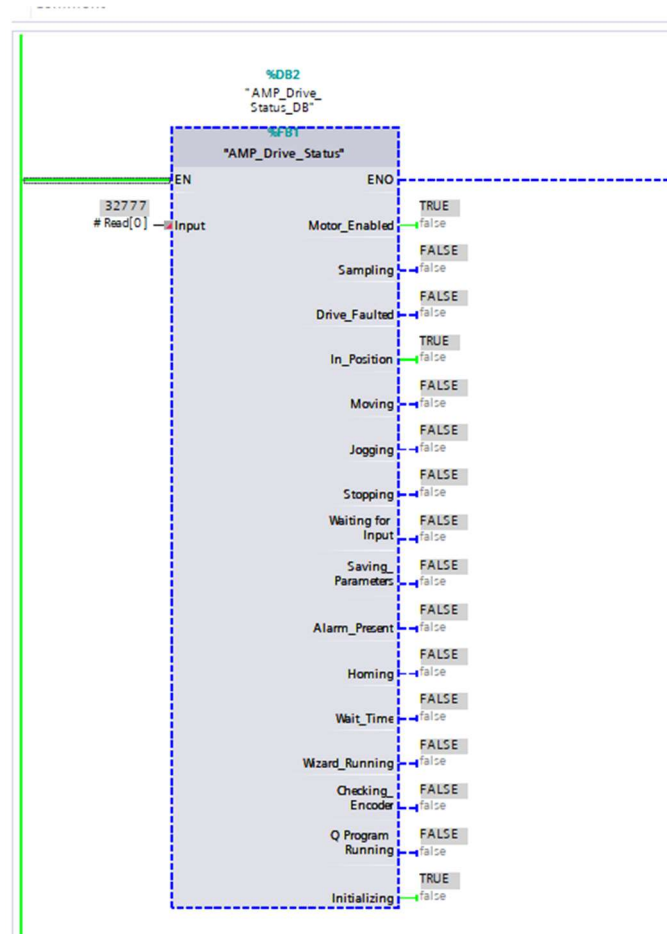 %DB2
"AMP_Drive_
Status_DB"
%FB1
"AMP_Drive_Status"
EN ENO
32777 TRUE
#Read[0] Input Motor_Enabled false
FALSE
Sampling false
FALSE
Drive_Faulted false
TRUE
In_Position false
FALSE
Moving false
FALSE
Jogging false
FALSE
Stopping false
Waiting for FALSE
Input false
Saving_ FALSE
Parameters false
FALSE
Alarm_Present false
FALSE
Homing false
FALSE
Wait_Time false
FALSE
Wizard_Running false
Checking_ FALSE
Encoder false
Q Program FALSE
Running false
TRUE
Initializing false